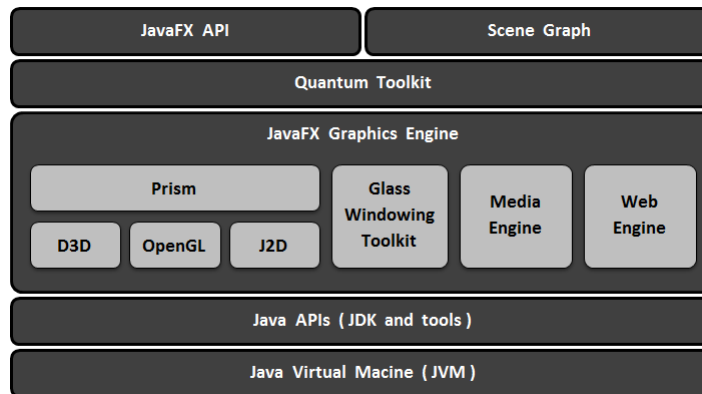 JavaFX API
Scene Graph
Quantum Toolkit
JavaFX Graphics Engine
Prism
D3D
OpenGL
J2D
Glass
Windowing
Toolkit
Media
Engine
Web
Engine
Java APIs ( JDK and tools )
Java Virtual Macine ( JVM )